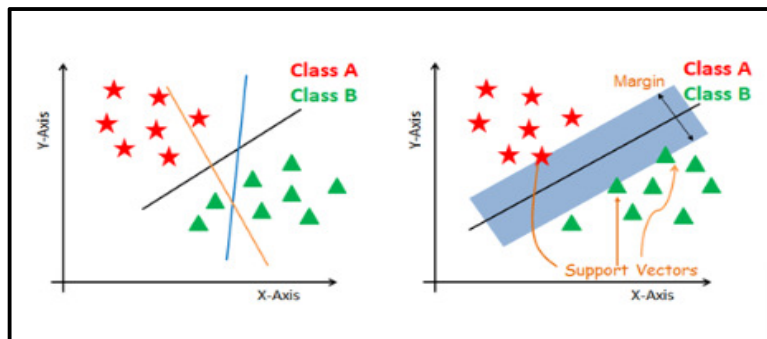 Class A
Class B
Y-Axis
X-Axis
Class A
Margin
Class B
Y-Axis
Support Vectors
X-Axis